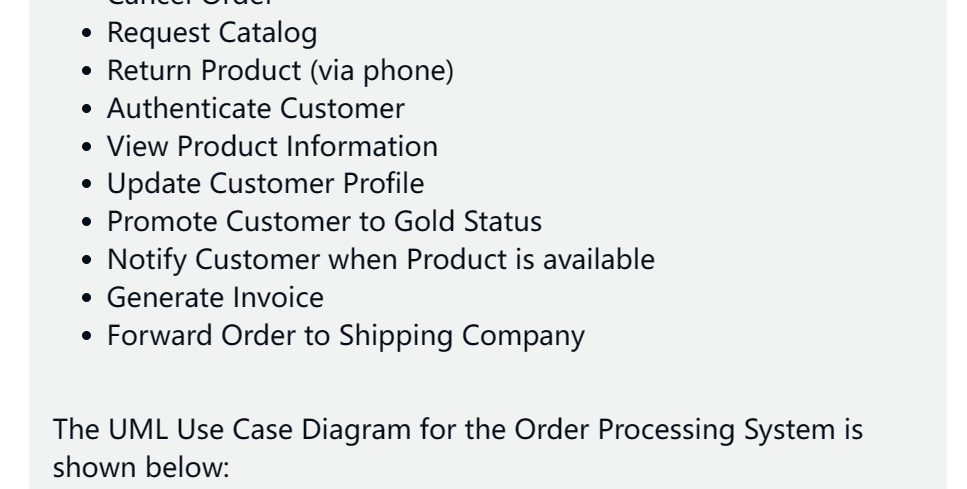 Cancel Order
• Request Catalog
• Return Product (via phone)
• Authenticate Customer
• View Product Information
• Update Customer Profile
• Promote Customer to Gold Status
• Notify Customer when Product is available
• Generate Invoice
• Forward Order to Shipping Company
The UML Use Case Diagram for the Order Processing System is
shown below: